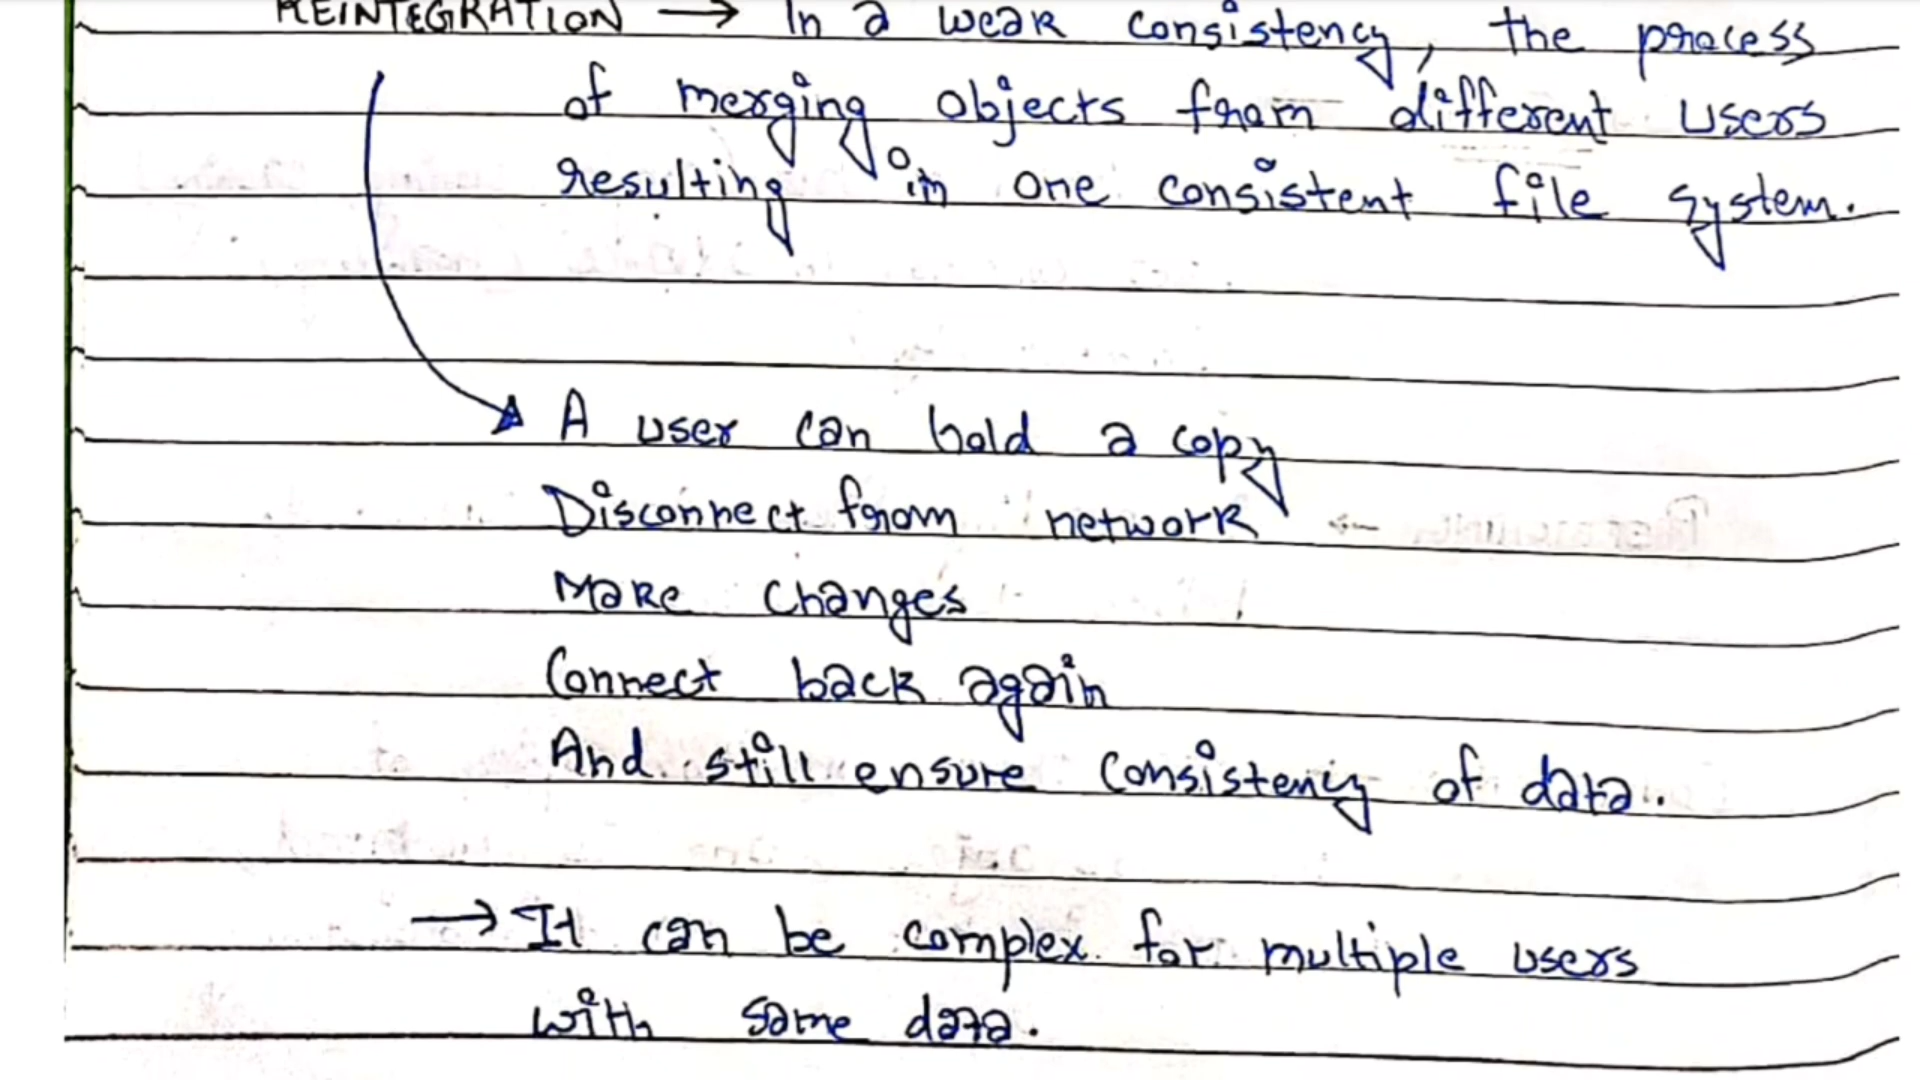 REINTEGRATION → In a weak consistency, the process
of merging objects from different users
resulting in one consistent file system.
A user can hold a copy
Disconnect from network
Make changes
Connect back again
And still ensure consistency of data.
→ It can be complex for multiple users
with same data.